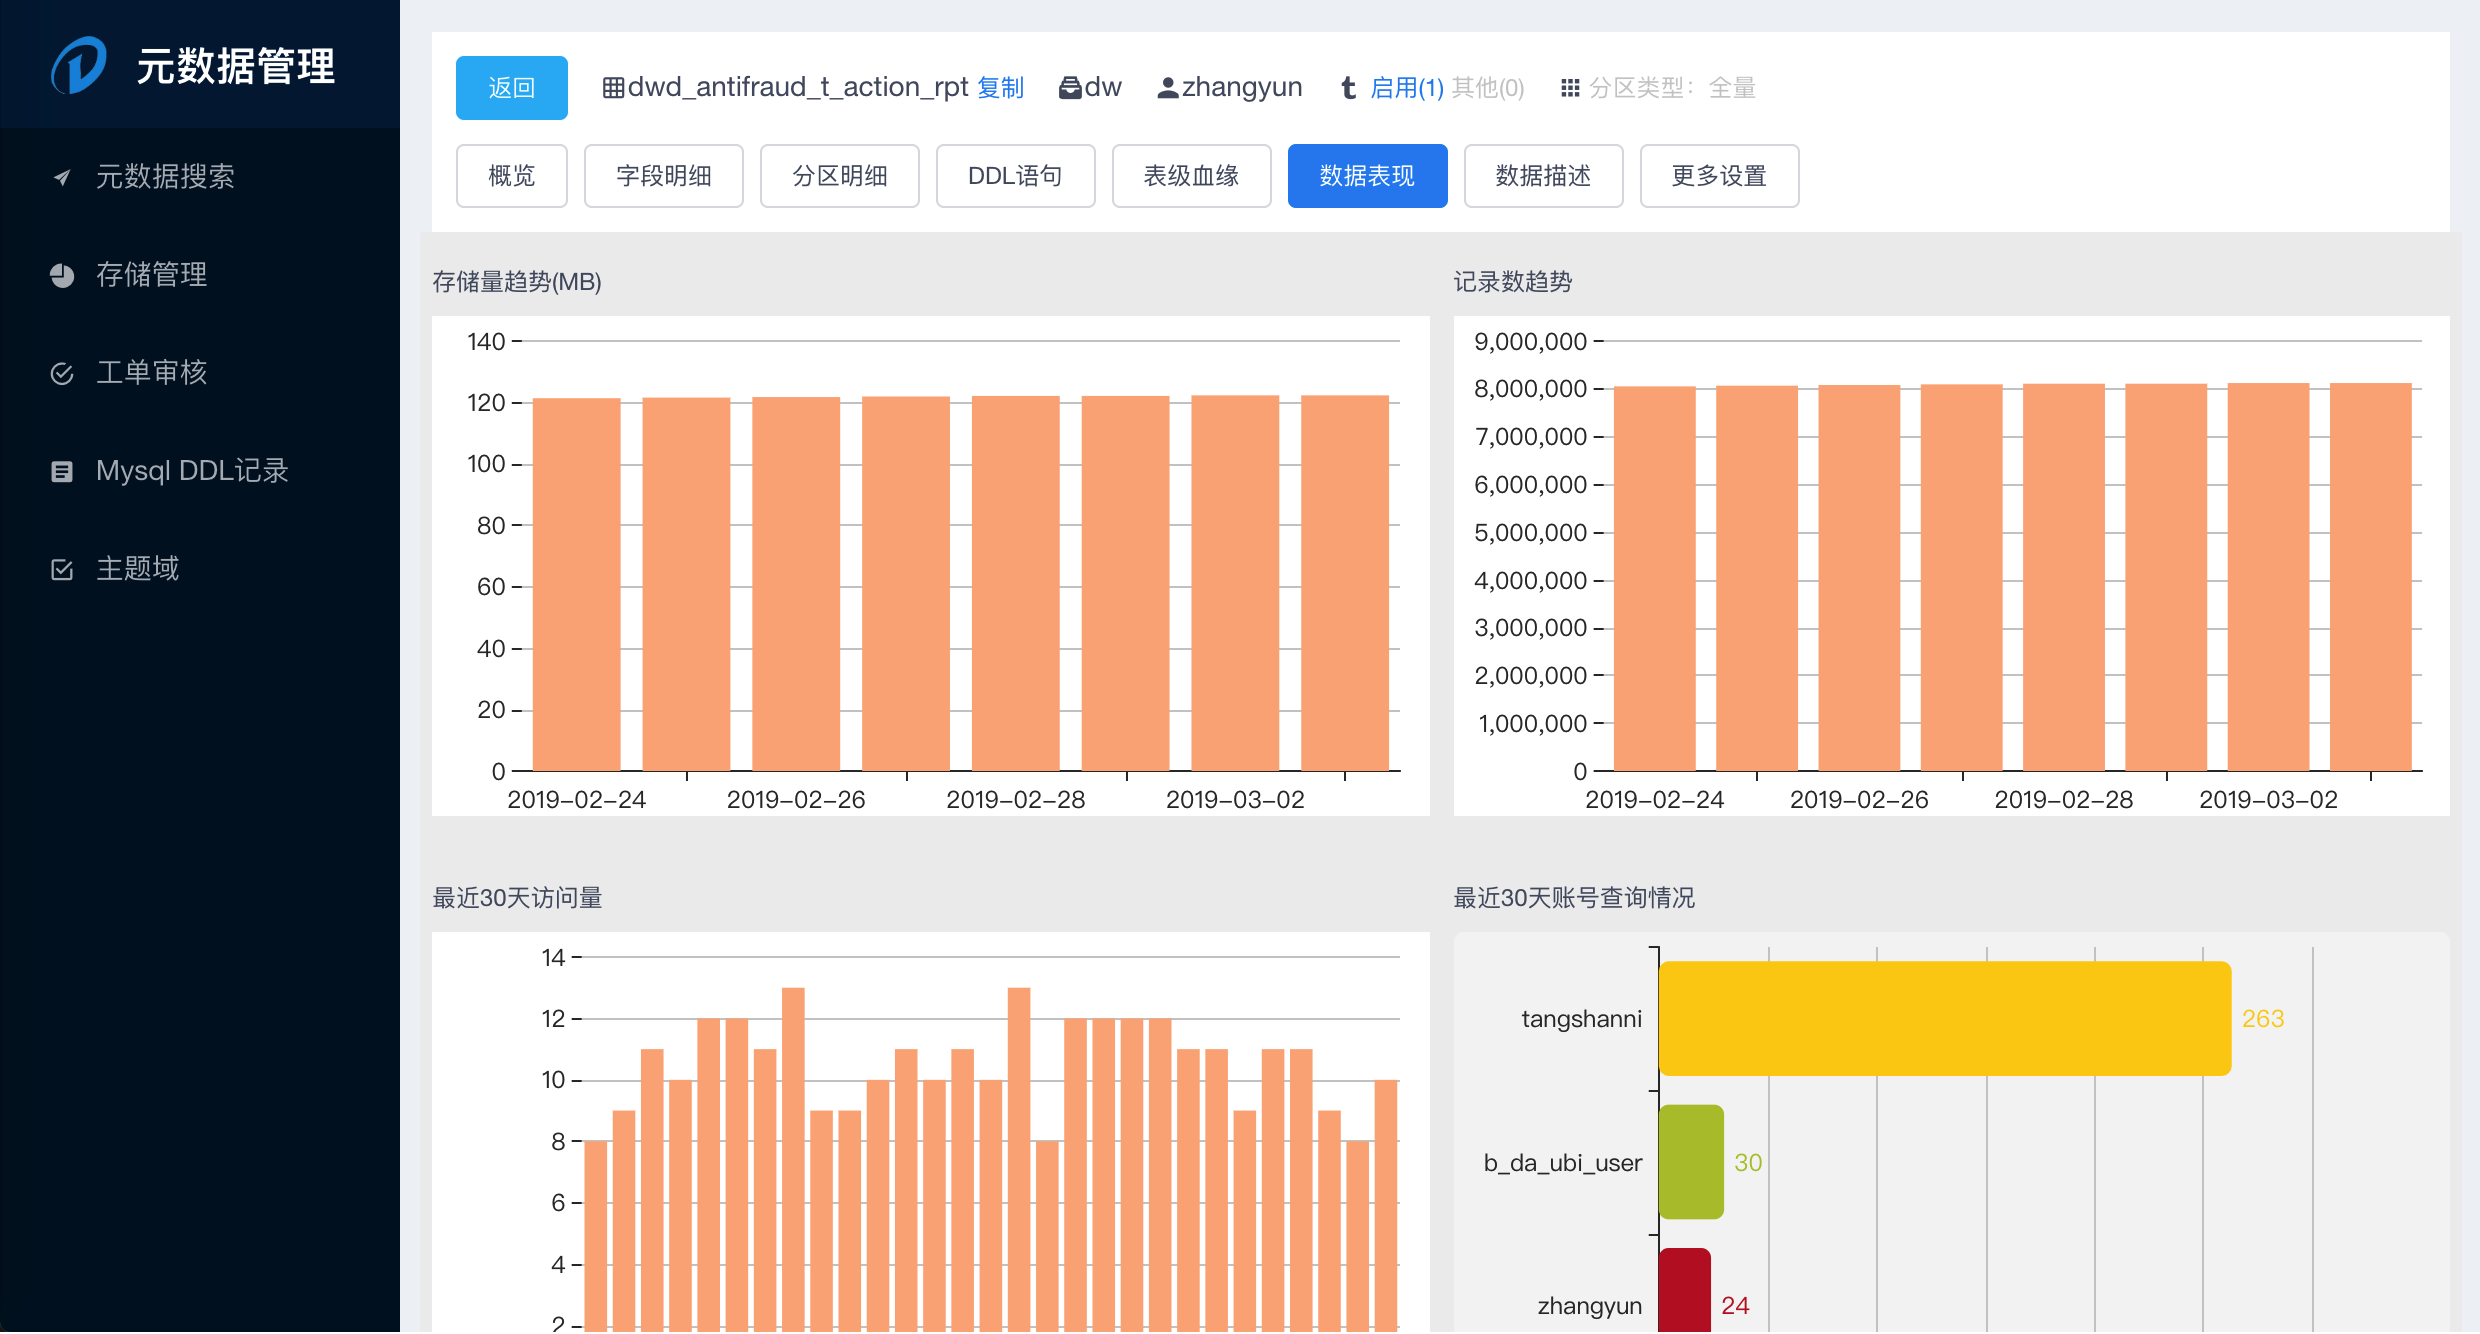 元数据管理
元数据搜索
存储管理
工单审核
Mysql DDL记录
主题域
返回 dwd_antifraud_t_action_rpt 复制 dw zhangyun 启用(1) 其他(0) 分区类型：全量
概览 字段明细 分区明细 DDL语句 表级血缘 数据表现 数据描述 更多设置
存储量趋势(MB)
140
120
100
80
60
40
20
0
2019-02-24 2019-02-26 2019-02-28 2019-03-02
记录数趋势
9,000,000
8,000,000
7,000,000
6,000,000
5,000,000
4,000,000
3,000,000
2,000,000
1,000,000
0
2019-02-24 2019-02-26 2019-02-28 2019-03-02
最近30天访问量
14
12
10
8
6
4
2
最近30天账号查询情况
tangshanni 263
b_da_ubi_user 30
zhangyun 24